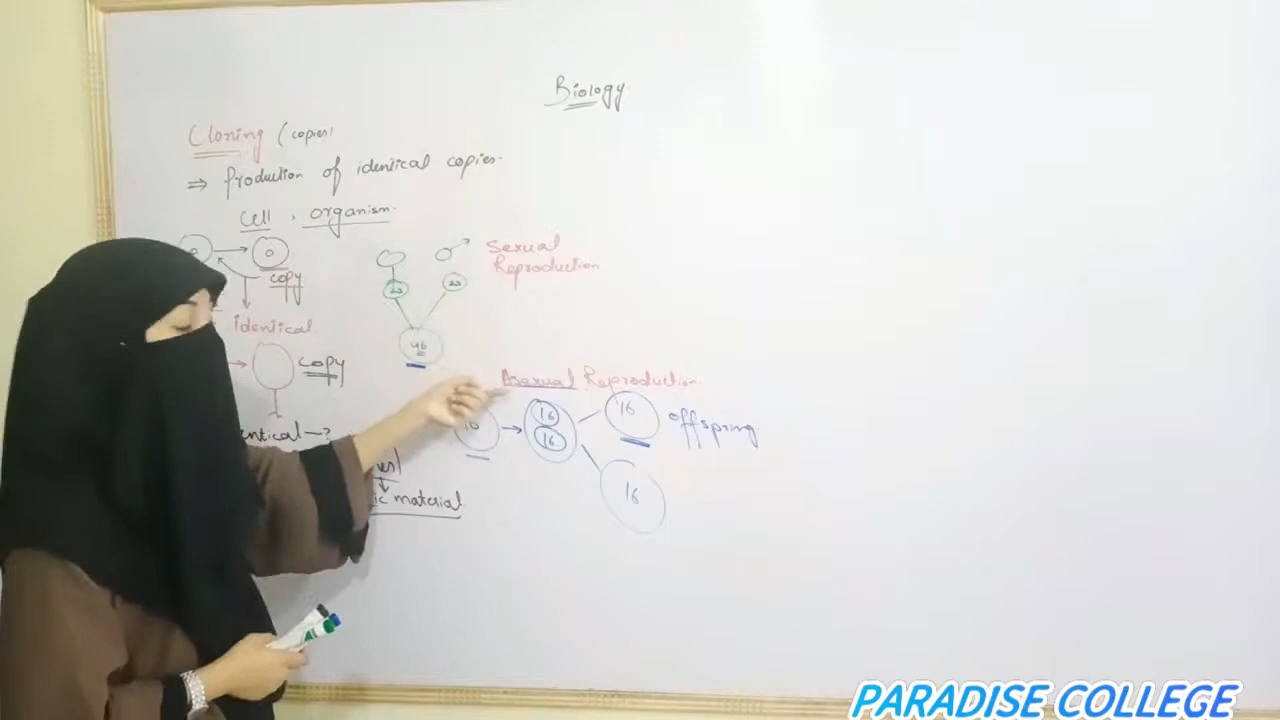 Biology
Cloning (copies)
⇒ Production of identical copies.
Cell, organism.
copy
identical
copy
Sexual
Reproduction
23
23
46
Asexual Reproduction
16
16
16
16
offspring
16
material
PARADISE COLLEGE